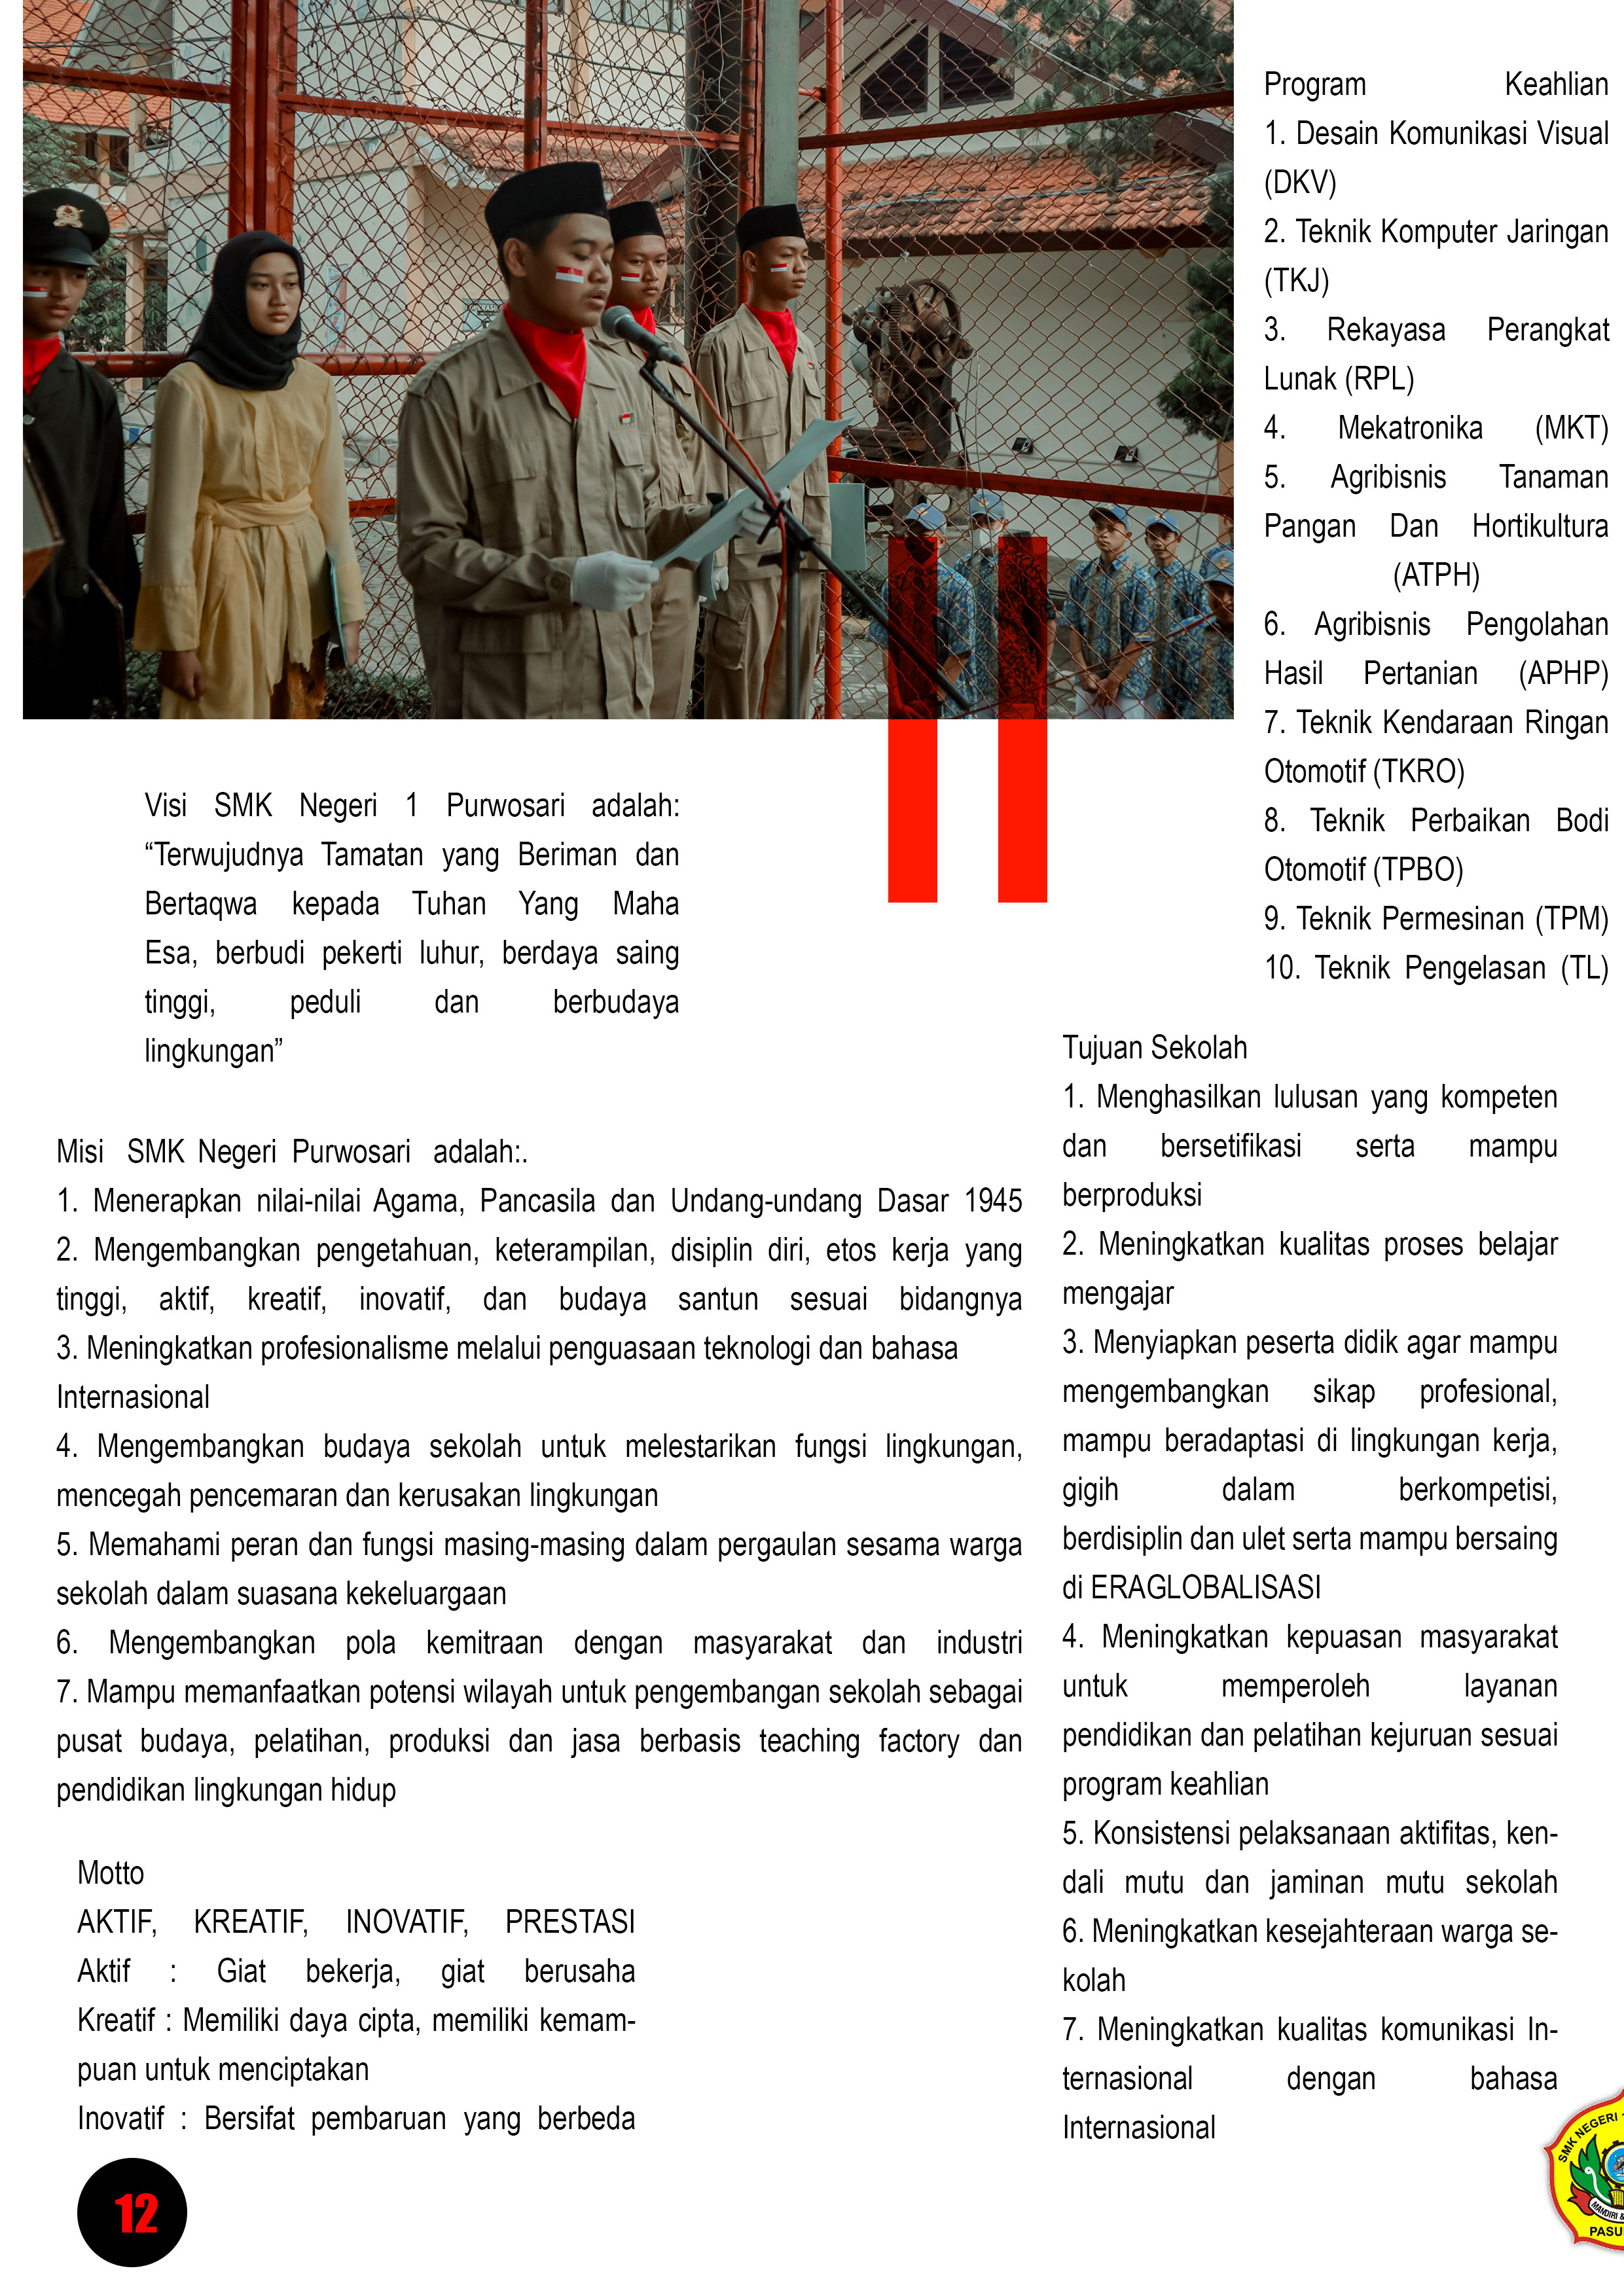 Program Keahlian
1. Desain Komunikasi Visual
(DKV)
2. Teknik Komputer Jaringan
(TKJ)
3. Rekayasa Perangkat
Lunak (RPL)
4. Mekatronika (MKT)
5. Agribisnis Tanaman
Pangan Dan Hortikultura
(ATPH)
6. Agribisnis Pengolahan
Hasil Pertanian (APHP)
7. Teknik Kendaraan Ringan
Otomotif (TKRO)
8. Teknik Perbaikan Bodi
Otomotif (TPBO)
9. Teknik Permesinan (TPM)
10. Teknik Pengelasan (TL)
Visi SMK Negeri 1 Purwosari adalah:
“Terwujudnya Tamatan yang Beriman dan
Bertaqwa kepada Tuhan Yang Maha
Esa, berbudi pekerti luhur, berdaya saing
tinggi, peduli dan berbudaya
lingkungan”
Misi SMK Negeri Purwosari adalah:.
1. Menerapkan nilai-nilai Agama, Pancasila dan Undang-undang Dasar 1945
2. Mengembangkan pengetahuan, keterampilan, disiplin diri, etos kerja yang
tinggi, aktif, kreatif, inovatif, dan budaya santun sesuai bidangnya
3. Meningkatkan profesionalisme melalui penguasaan teknologi dan bahasa
Internasional
4. Mengembangkan budaya sekolah untuk melestarikan fungsi lingkungan,
mencegah pencemaran dan kerusakan lingkungan
5. Memahami peran dan fungsi masing-masing dalam pergaulan sesama warga
sekolah dalam suasana kekeluargaan
6. Mengembangkan pola kemitraan dengan masyarakat dan industri
7. Mampu memanfaatkan potensi wilayah untuk pengembangan sekolah sebagai
pusat budaya, pelatihan, produksi dan jasa berbasis teaching factory dan
pendidikan lingkungan hidup
Motto
AKTIF, KREATIF, INOVATIF, PRESTASI
Aktif : Giat bekerja, giat berusaha
Kreatif : Memiliki daya cipta, memiliki kemam-
puan untuk menciptakan
Inovatif : Bersifat pembaruan yang berbeda
Tujuan Sekolah
1. Menghasilkan lulusan yang kompeten
dan bersetifikasi serta mampu
berproduksi
2. Meningkatkan kualitas proses belajar
mengajar
3. Menyiapkan peserta didik agar mampu
mengembangkan sikap profesional,
mampu beradaptasi di lingkungan kerja,
gigih dalam berkompetisi,
berdisiplin dan ulet serta mampu bersaing
di ERAGLOBALISASI
4. Meningkatkan kepuasan masyarakat
untuk memperoleh layanan
pendidikan dan pelatihan kejuruan sesuai
program keahlian
5. Konsistensi pelaksanaan aktifitas, ken-
dali mutu dan jaminan mutu sekolah
6. Meningkatkan kesejahteraan warga se-
kolah
7. Meningkatkan kualitas komunikasi In-
ternasional dengan bahasa
Internasional
12
SMK NEGERI
MANDIRI &
PASU